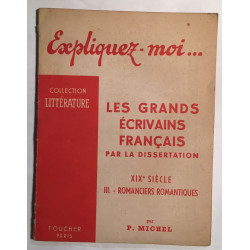 Expliquez-moi...
COLLECTION
LITTÉRATURE
LES GRANDS
ÉCRIVAINS
FRANÇAIS
PAR LA DISSERTATION
XIXe SIÈCLE
III. - ROMANCIERS ROMANTIQUES
par
P. MICHEL
FOUCHER
PARIS